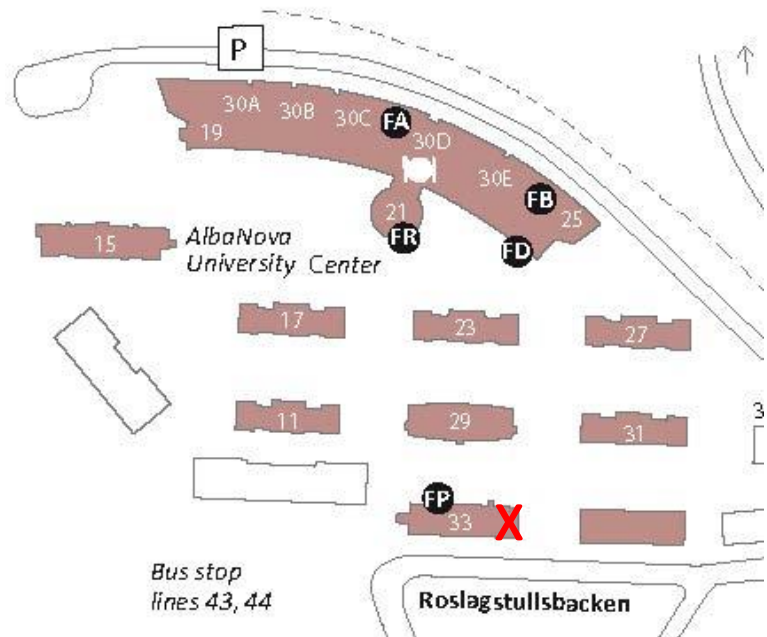 P
30A
30B
30C
FA
30D
19
30E
FB
21
25
FR
FD
15
AlbaNova
University Center
17
23
27
11
29
31
3
FP
33
X
Bus stop
lines 43, 44
Roslagstullsbacken